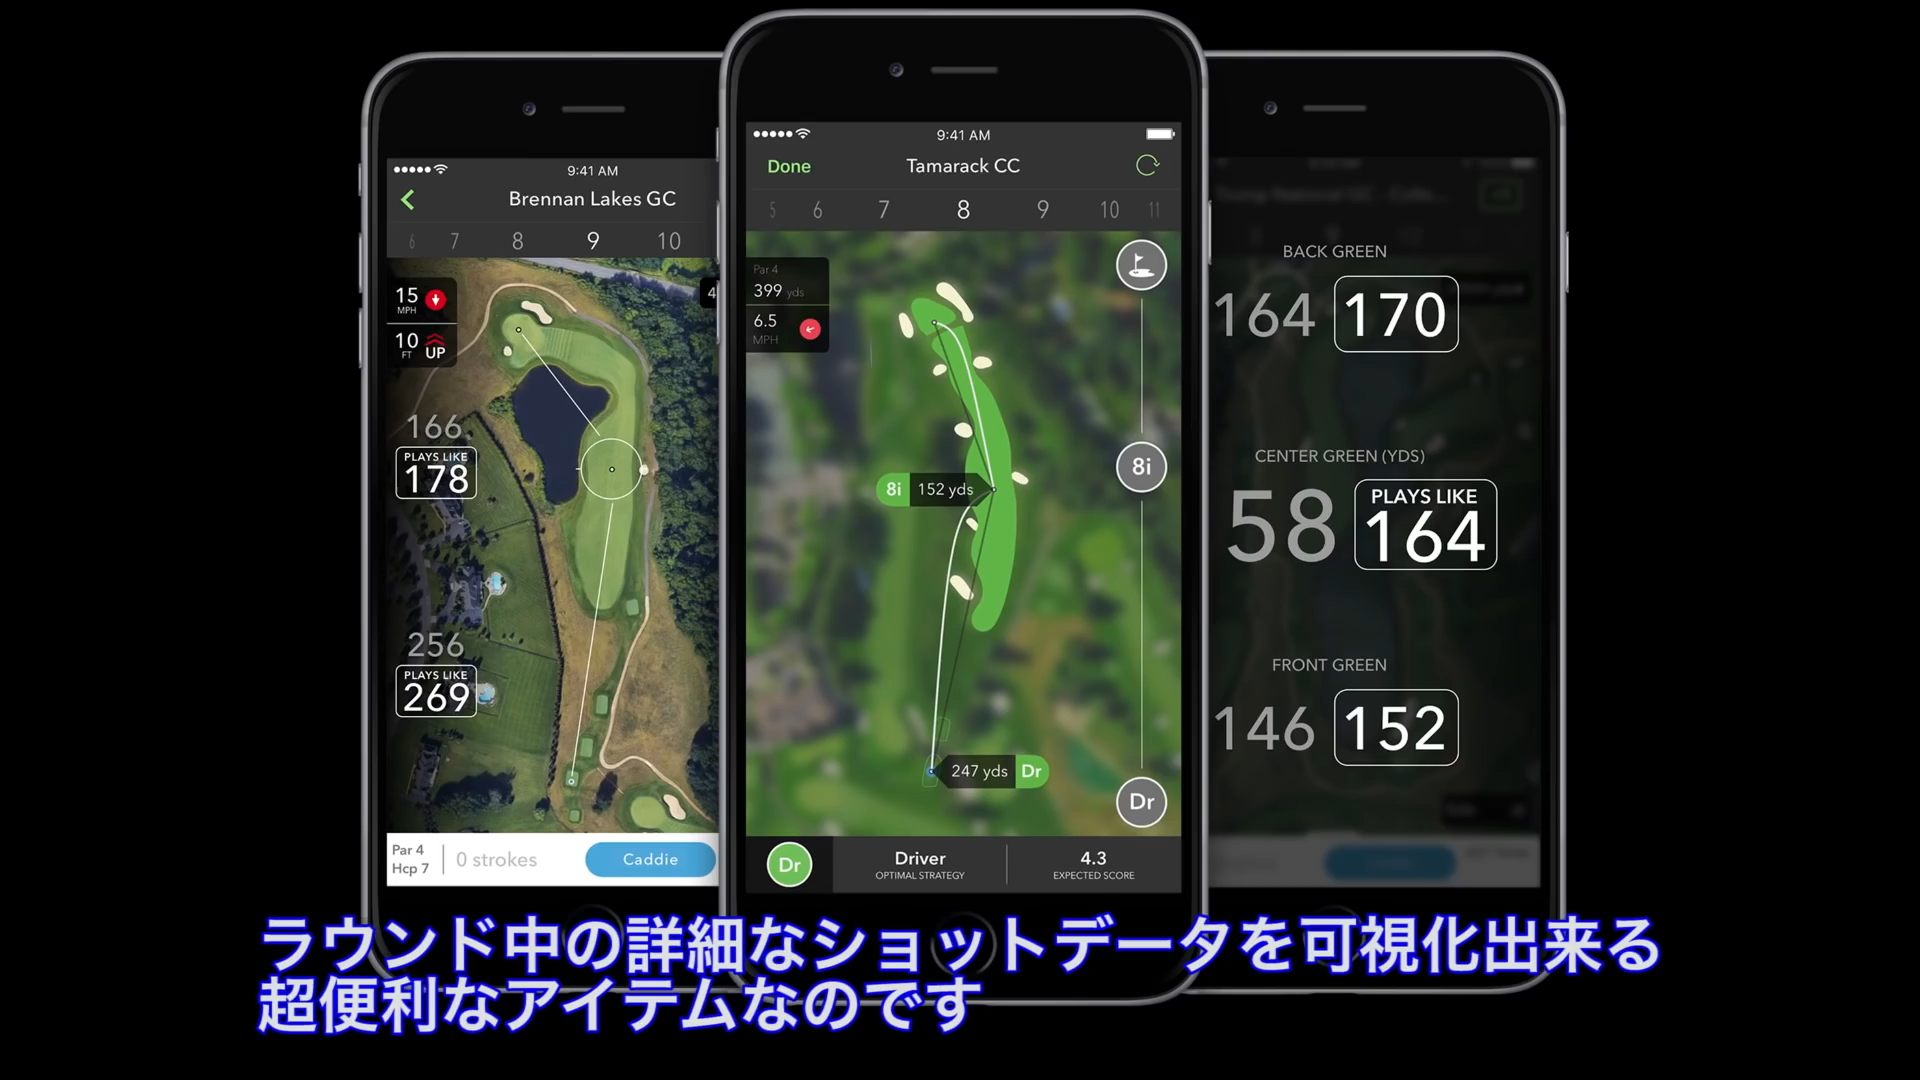 9:41 AM
Brennan Lakes GC
6 7 8 9 10
15
MPH
10
FT
UP
4
166
PLAYS LIKE
178
256
PLAYS LIKE
269
Par 4
Hcp 7
0 strokes
Caddie
9:41 AM
Done
Tamarack CC
5 6 7 8 9 10 11
Par 4
399 yds
6.5
MPH
8i
8i 152 yds
247 yds Dr
Dr
Dr
Driver
OPTIMAL STRATEGY
4.3
EXPECTED SCORE
BACK GREEN
164 170
CENTER GREEN (YDS)
58
PLAYS LIKE
164
FRONT GREEN
146 152
ラウンド中の詳細なショットデータを可視化出来る
超便利なアイテムなのです